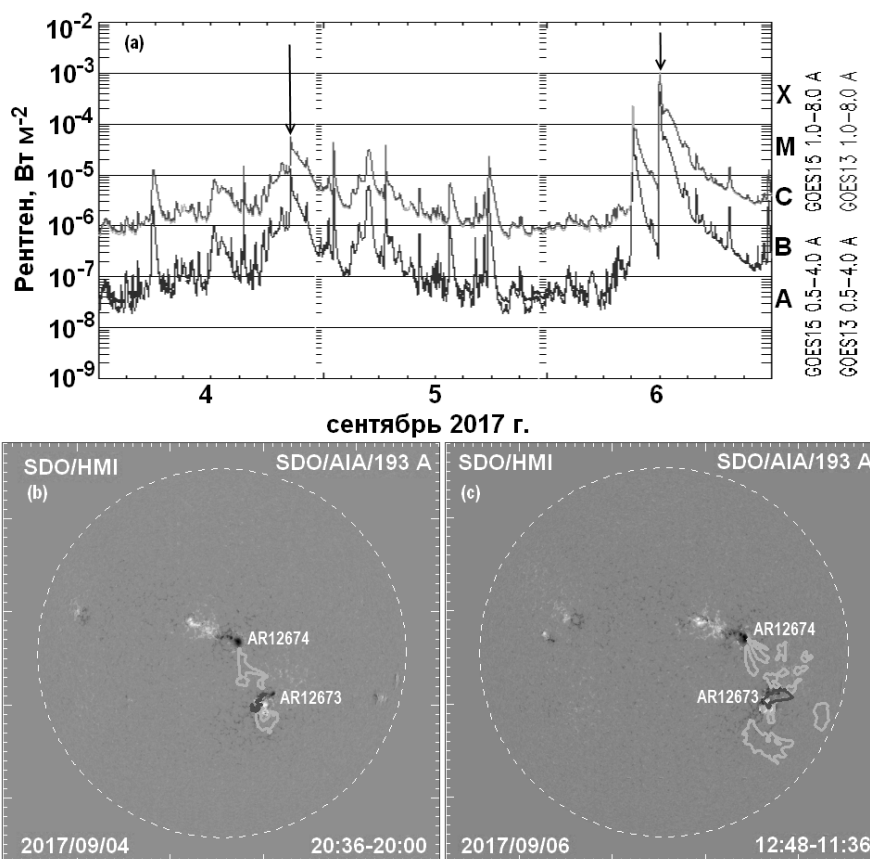 (a)
10-2
10-3
10-4
10-5
10-6
10-7
10-8
10-9
Рентген, Вт м-2
X
M
C
B
A
GOES15 0.5-4.0 A GOES15 1.0-8.0 A
GOES13 0.5-4.0 A GOES13 1.0-8.0 A
4 5 6
сентябрь 2017 г.
SDO/HMI SDO/AIA/193 A
(b)
AR12674
AR12673
2017/09/04 20:36-20:00
SDO/HMI SDO/AIA/193 A
(c)
AR12674
AR12673
2017/09/06 12:48-11:36